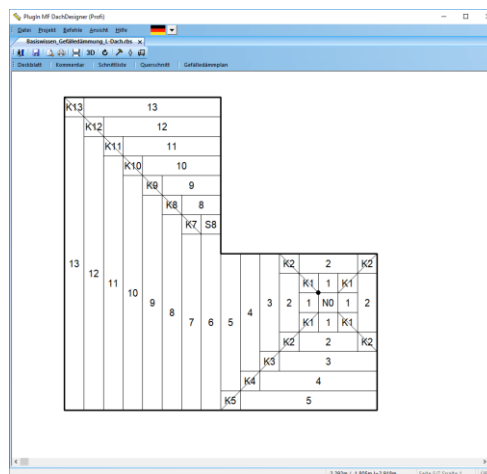 PlugIn MF DachDesigner (Profi)
Datei Projekt Befehle Ansicht Hilfe
Basiswissen_Gefälledämmung_L-Dach.rbs x
3D
Deckblatt Kommentar Schnittliste Querschnitt Gefälledämmplan
K13 13
K12 12
K11 11
K10 10
K9 9
K8 8
K7 S8
13 12 11 10 9 8 7 6 5 4 3 2
K2 2 K2
K1 1 K1
1 N0 1 2
K1 1 K1
K2 2 K2
K3 3
K4 4
K5 5